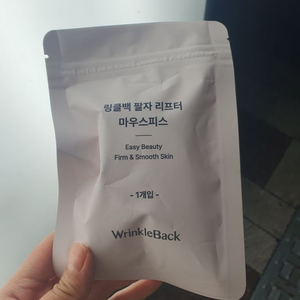 링클백 팔자 리프터
마우스피스
Easy Beauty
Firm & Smooth Skin
- 1개입 -
WrinkleBack